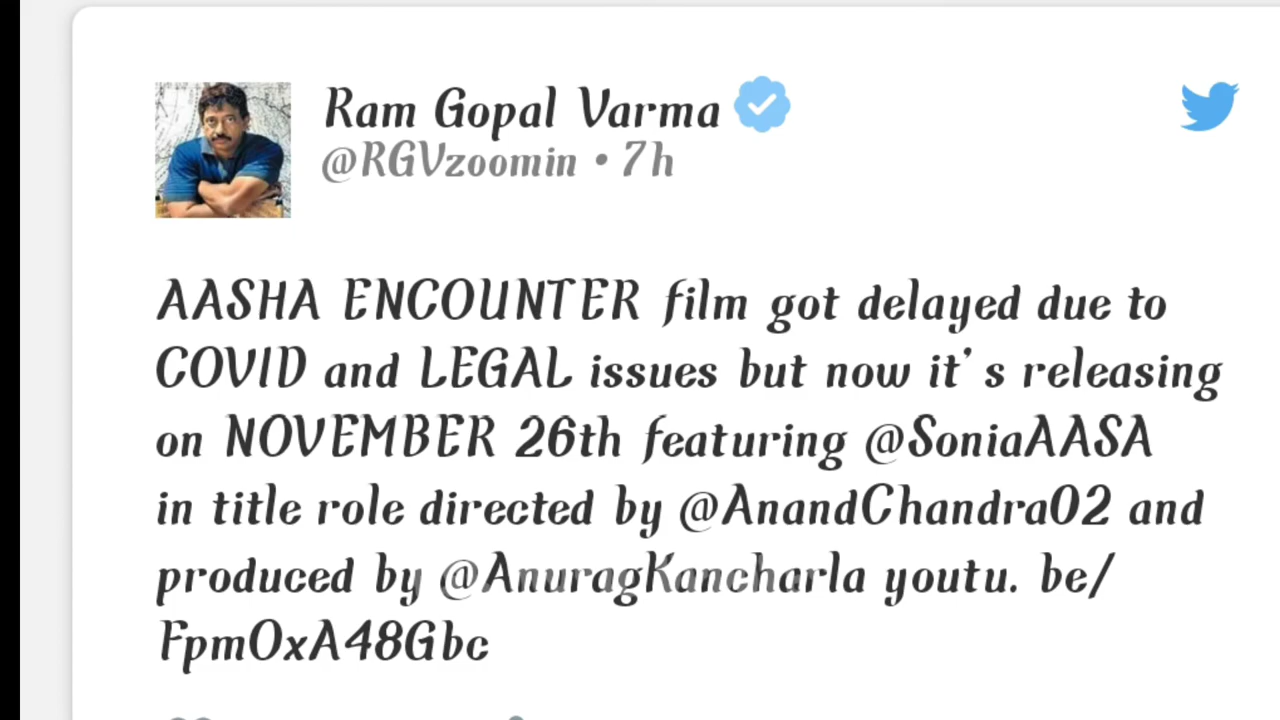 Ram Gopal Varma
@RGVzoomin • 7h
AASHA ENCOUNTER film got delayed due to
COVID and LEGAL issues but now it's releasing
on NOVEMBER 26th featuring @SoniaAASA
in title role directed by @AnandChandra02 and
produced by @AnuragKancharla youtu. be/
FpmOxA48Gbc